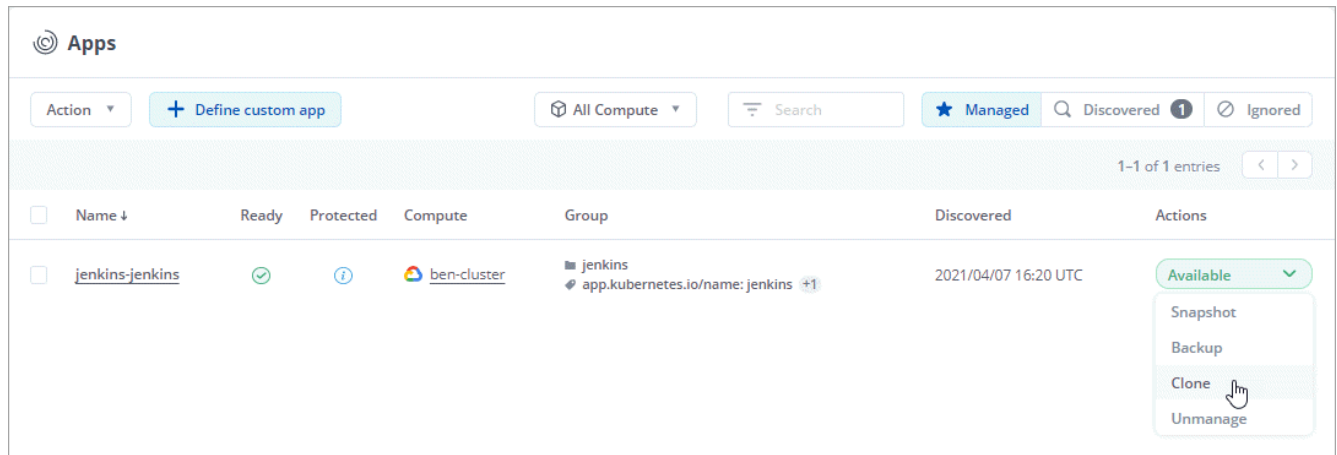 Apps
Action
+ Define custom app
All Compute
Search
Managed
Discovered 1
Ignored
1–1 of 1 entries
Name ↓ Ready Protected Compute Group Discovered Actions
jenkins-jenkins ben-cluster jenkins 2021/04/07 16:20 UTC Available
app.kubernetes.io/name: jenkins +1
Snapshot
Backup
Clone
Unmanage